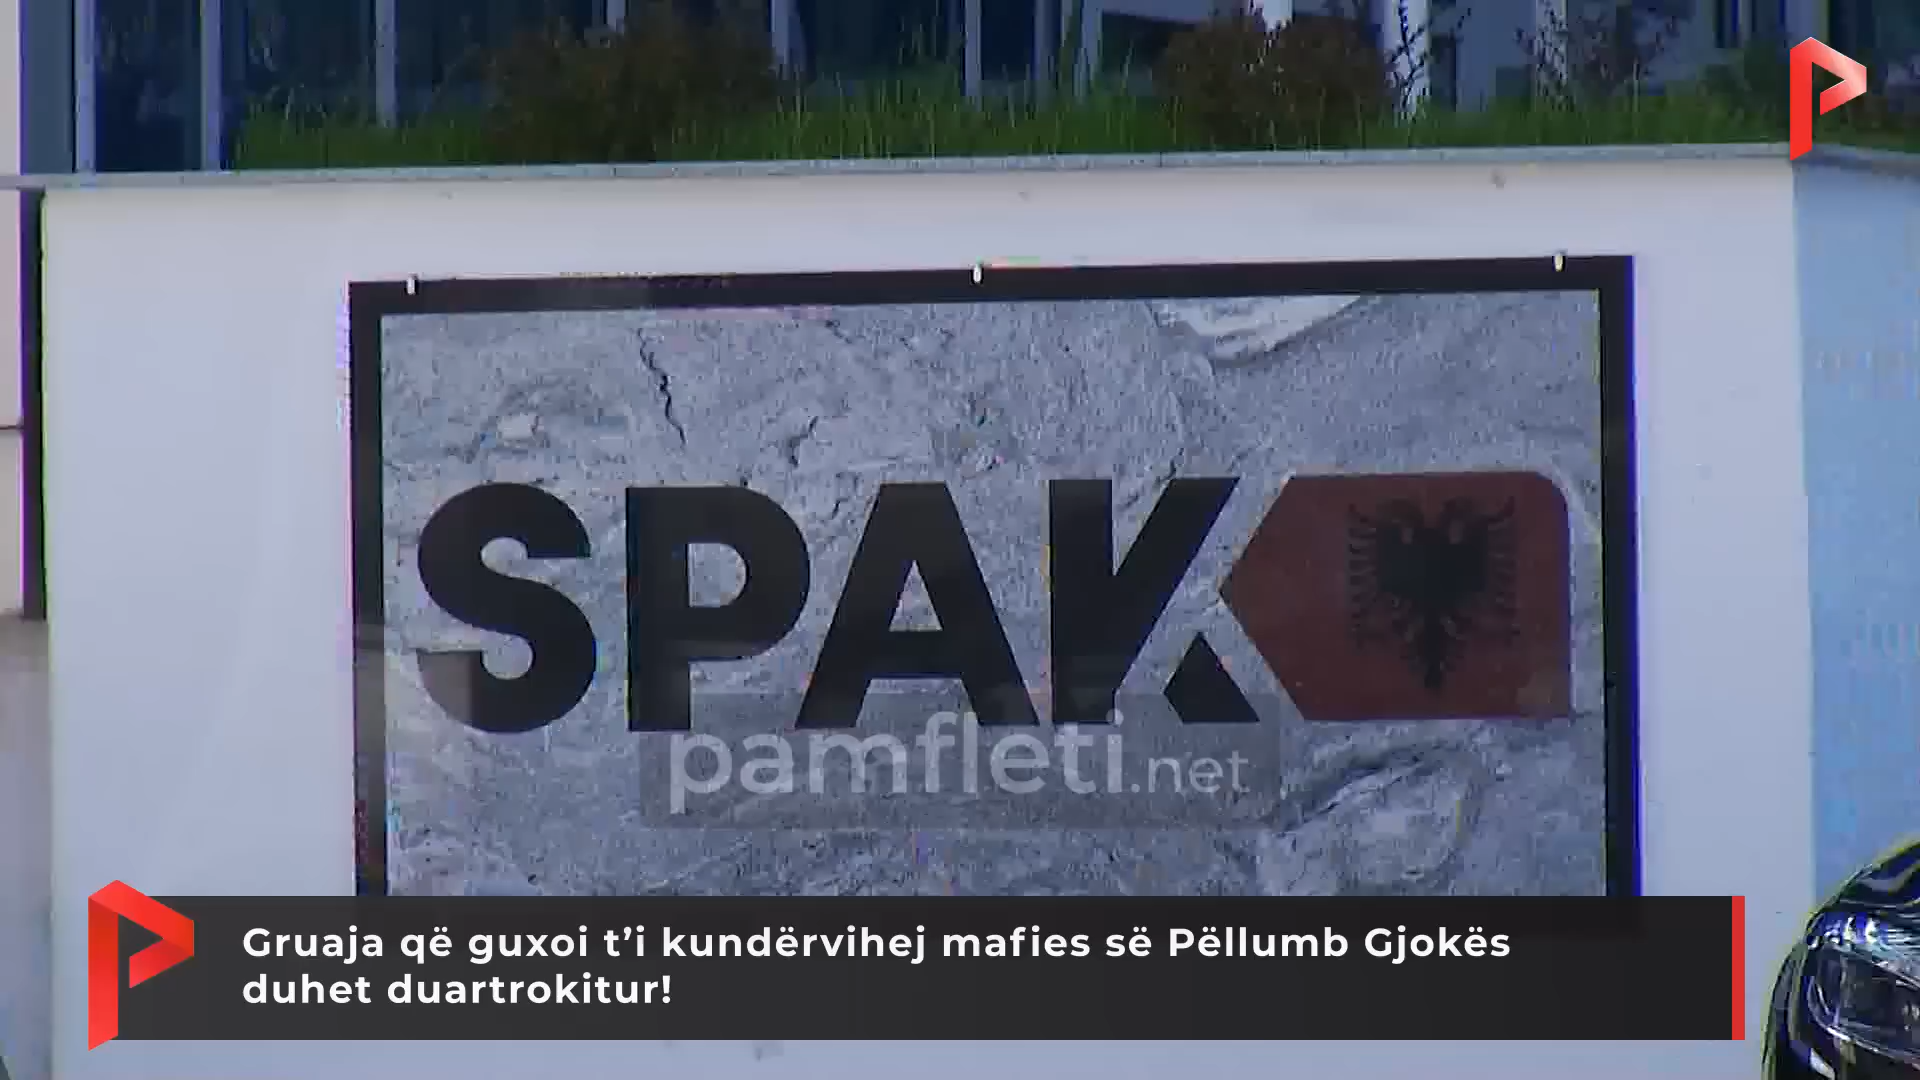 SPAK
pamfleti.net
Gruaja që guxoi t’i kundërvihej mafies së Pëllumb Gjokës
duhet duartrokitur!